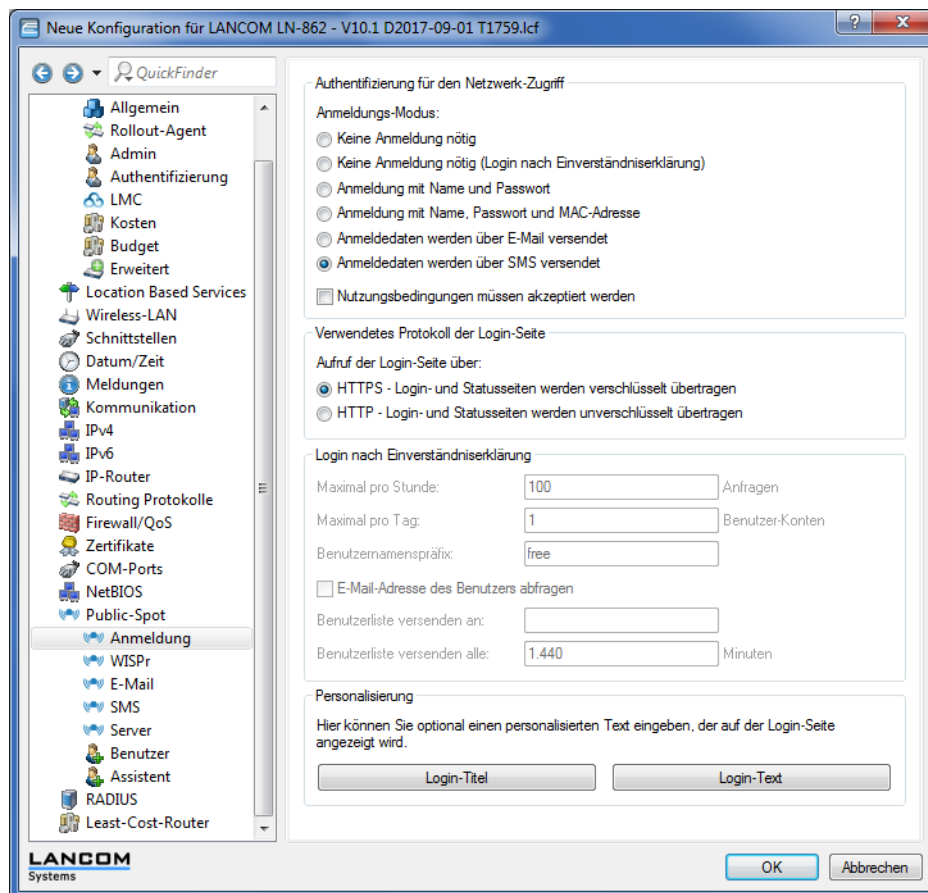 Neue Konfiguration für LANCOM LN-862 - V10.1 D2017-09-01 T1759.lcf
QuickFinder
Allgemein
Rollout-Agent
Admin
Authentifizierung
LMC
Kosten
Budget
Erweitert
Location Based Services
Wireless-LAN
Schnittstellen
Datum/Zeit
Meldungen
Kommunikation
IPv4
IPv6
IP-Router
Routing Protokolle
Firewall/QoS
Zertifikate
COM-Ports
NetBIOS
Public-Spot
Anmeldung
WISPr
E-Mail
SMS
Server
Benutzer
Assistent
RADIUS
Least-Cost-Router
Authentifizierung für den Netzwerk-Zugriff
Anmeldungs-Modus:
Keine Anmeldung nötig
Keine Anmeldung nötig (Login nach Einverständniserklärung)
Anmeldung mit Name und Passwort
Anmeldung mit Name, Passwort und MAC-Adresse
Anmeldedaten werden über E-Mail versendet
Anmeldedaten werden über SMS versendet
Nutzungsbedingungen müssen akzeptiert werden
Verwendetes Protokoll der Login-Seite
Aufruf der Login-Seite über:
HTTPS - Login- und Statusseiten werden verschlüsselt übertragen
HTTP - Login- und Statusseiten werden unverschlüsselt übertragen
Login nach Einverständniserklärung
Maximal pro Stunde: 100 Anfragen
Maximal pro Tag: 1 Benutzer-Konten
Benutzernamenspräfix: free
E-Mail-Adresse des Benutzers abfragen
Benutzerliste versenden an:
Benutzerliste versenden alle: 1.440 Minuten
Personalisierung
Hier können Sie optional einen personalisierten Text eingeben, der auf der Login-Seite
angezeigt wird.
Login-Titel Login-Text
LANCOM
Systems
OK Abbrechen